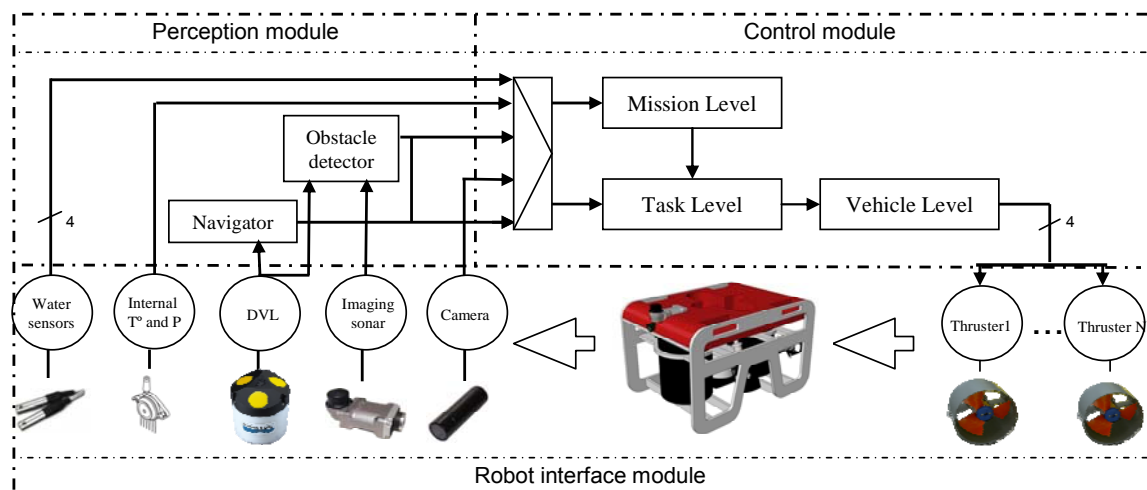 Perception module
Control module
Mission Level
Obstacle
detector
Navigator
Task Level
Vehicle Level
4
4
Water
sensors
Internal
Tº and P
DVL
Imaging
sonar
Camera
Thruster1
...
Thruster N
Robot interface module